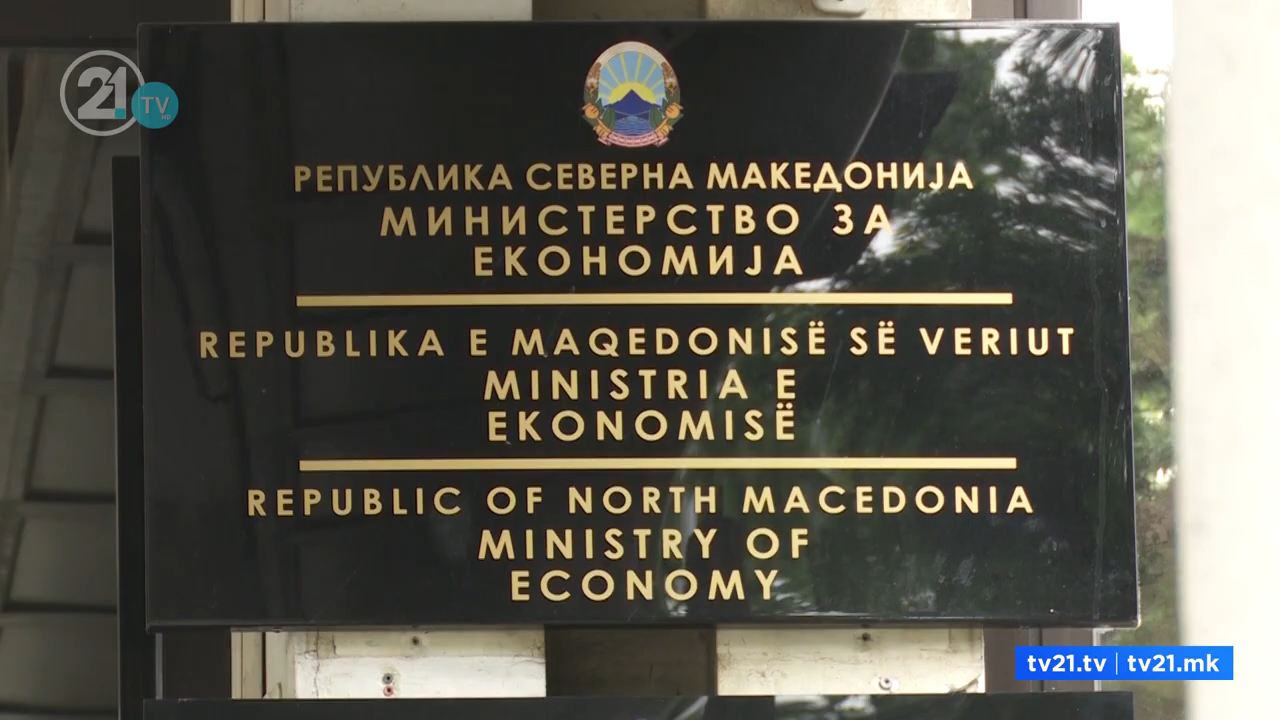 21
TV
HD
РЕПУБЛИКА СЕВЕРНА МАКЕДОНИЈА
МИНИСТЕРСТВО ЗА
ЕКОНОМИЈА
REPUBLIKA E MAQEDONISË SË VERIUT
MINISTRIA E
EKONOMISË
REPUBLIC OF NORTH MACEDONIA
MINISTRY OF
ECONOMY
tv21.tv | tv21.mk